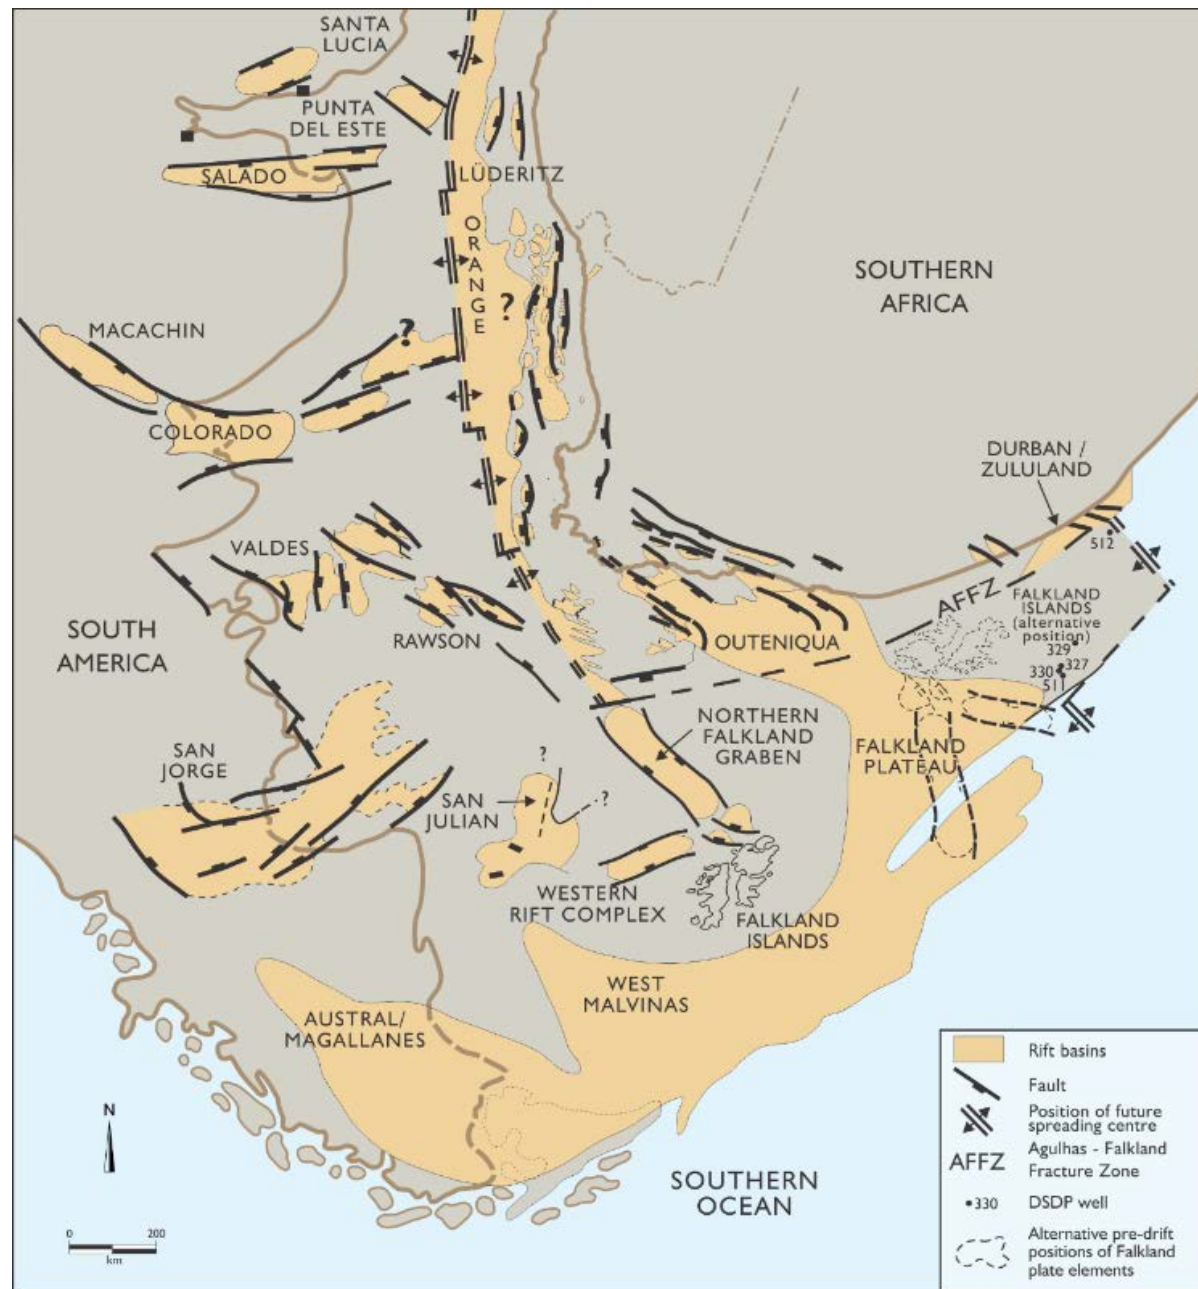 SANTA
LUCIA
PUNTA
DEL ESTE
SALADO
LÜDERITZ
ORANGE
?
SOUTHERN
AFRICA
MACACHIN
?
COLORADO
DURBAN /
ZULULAND
512
VALDES
AFFZ
FALKLAND
ISLANDS
(alternative
position)
329
327
330
511
SOUTH
AMERICA
RAWSON
OUTENIQUA
NORTHERN
FALKLAND
GRABEN
FALKLAND
PLATEAU
SAN
JORGE
?
SAN
JULIAN
?
WESTERN
RIFT COMPLEX
FALKLAND
ISLANDS
WEST
MALVINAS
AUSTRAL/
MAGALLANES
SOUTHERN
OCEAN
N
0 200
km
Rift basins
Fault
Position of future
spreading centre
AFFZ
Agulhas - Falkland
Fracture Zone
330
DSDP well
Alternative pre-drift
positions of Falkland
plate elements